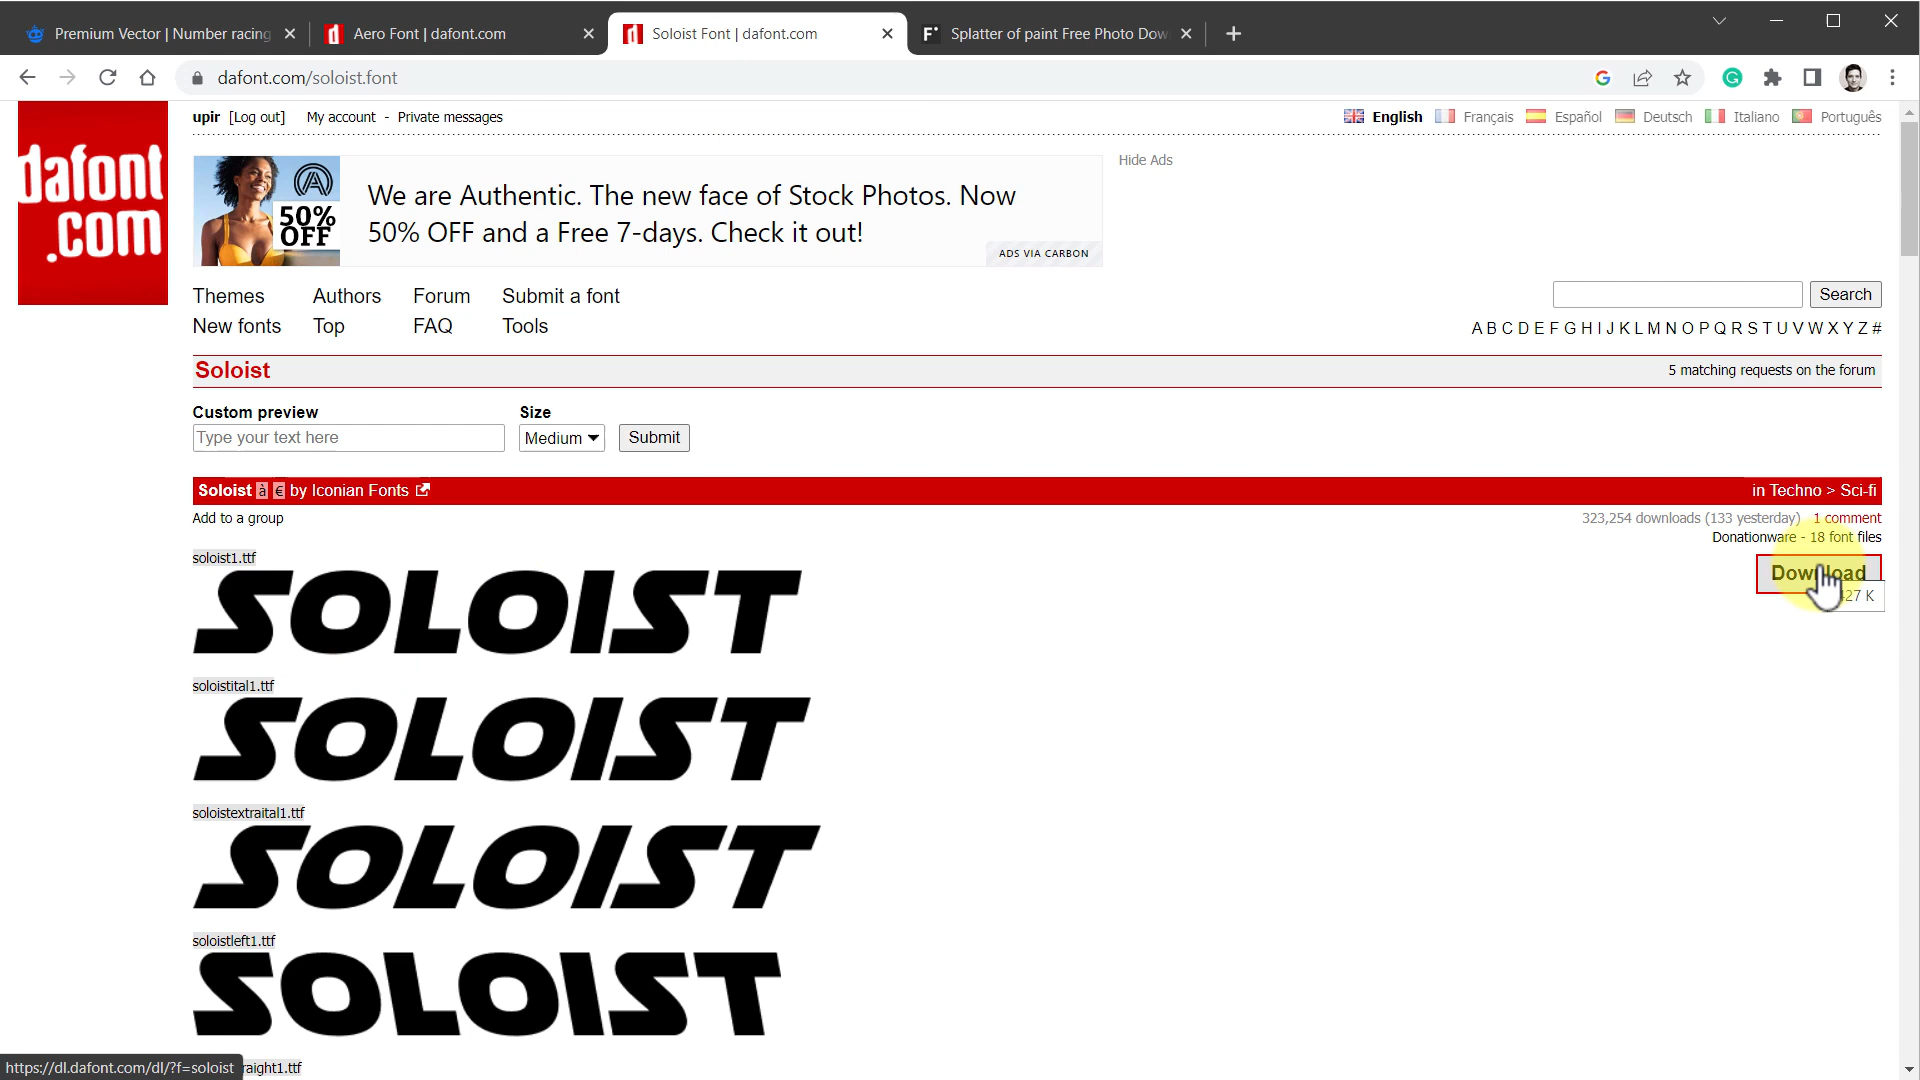 Premium Vector | Number racing
Aero Font | dafont.com
Soloist Font | dafont.com
Splatter of paint Free Photo Dow
dafont.com/soloist.font
dafont
.com
upir [Log out] My account - Private messages
English Français Español Deutsch Italiano Português
50%
OFF
We are Authentic. The new face of Stock Photos. Now
50% OFF and a Free 7-days. Check it out!
ADS VIA CARBON
Hide Ads
Themes Authors Forum Submit a font
New fonts Top FAQ Tools
Search
A B C D E F G H I J K L M N O P Q R S T U V W X Y Z #
Soloist
5 matching requests on the forum
Custom preview Size
Type your text here Medium Submit
Soloist à € by Iconian Fonts
in Techno > Sci-fi
Add to a group
323,254 downloads (133 yesterday) 1 comment
Donationware - 18 font files
Download
427 K
soloist1.ttf
SOLOIST
soloistital1.ttf
SOLOIST
soloistextraital1.ttf
SOLOIST
soloistleft1.ttf
SOLOIST
https://dl.dafont.com/dl/?f=soloist
raight1.ttf